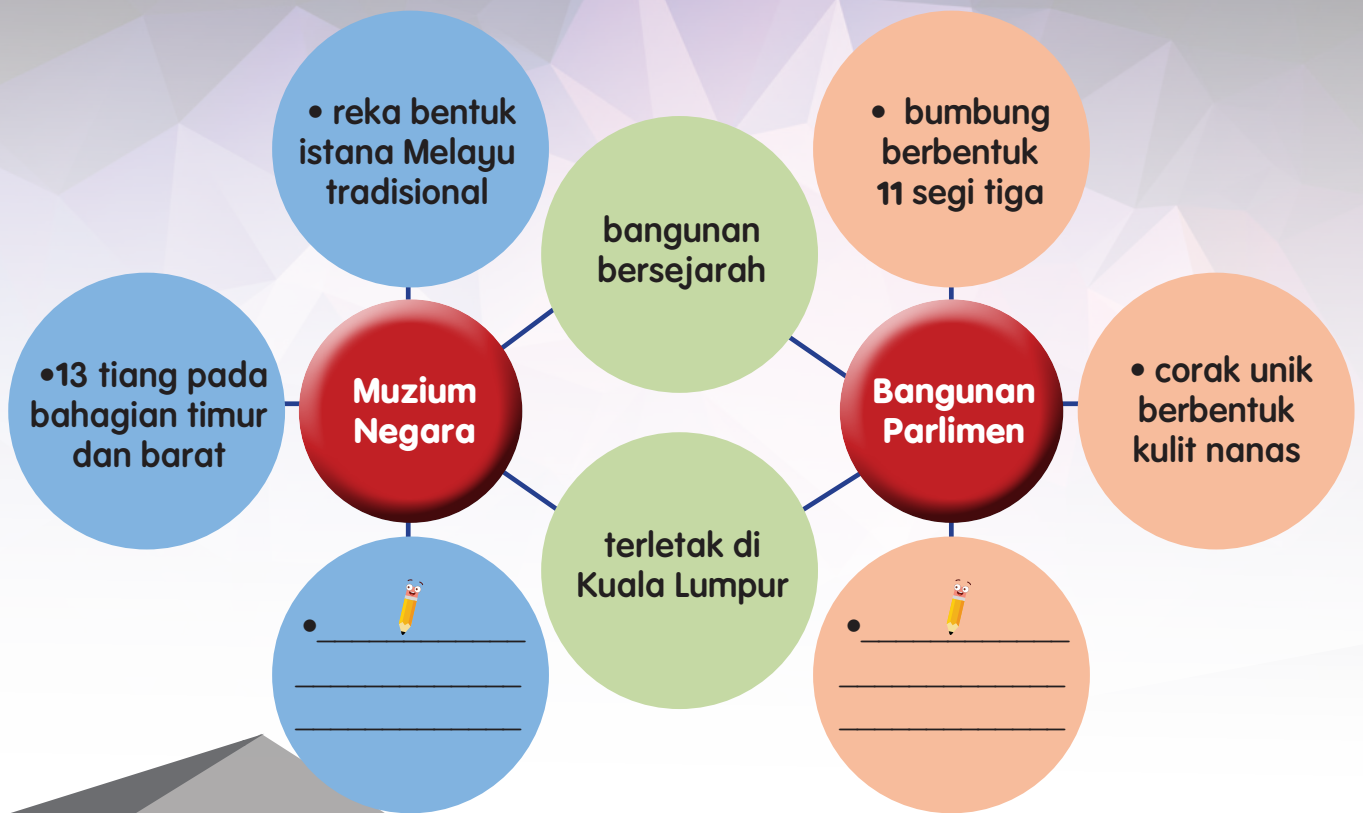 • reka bentuk
istana Melayu
tradisional
• bumbung
berbentuk
11 segi tiga
bangunan
bersejarah
•13 tiang pada
bahagian timur
dan barat
Muzium
Negara
Bangunan
Parlimen
• corak unik
berbentuk
kulit nanas
terletak di
Kuala Lumpur
•
•